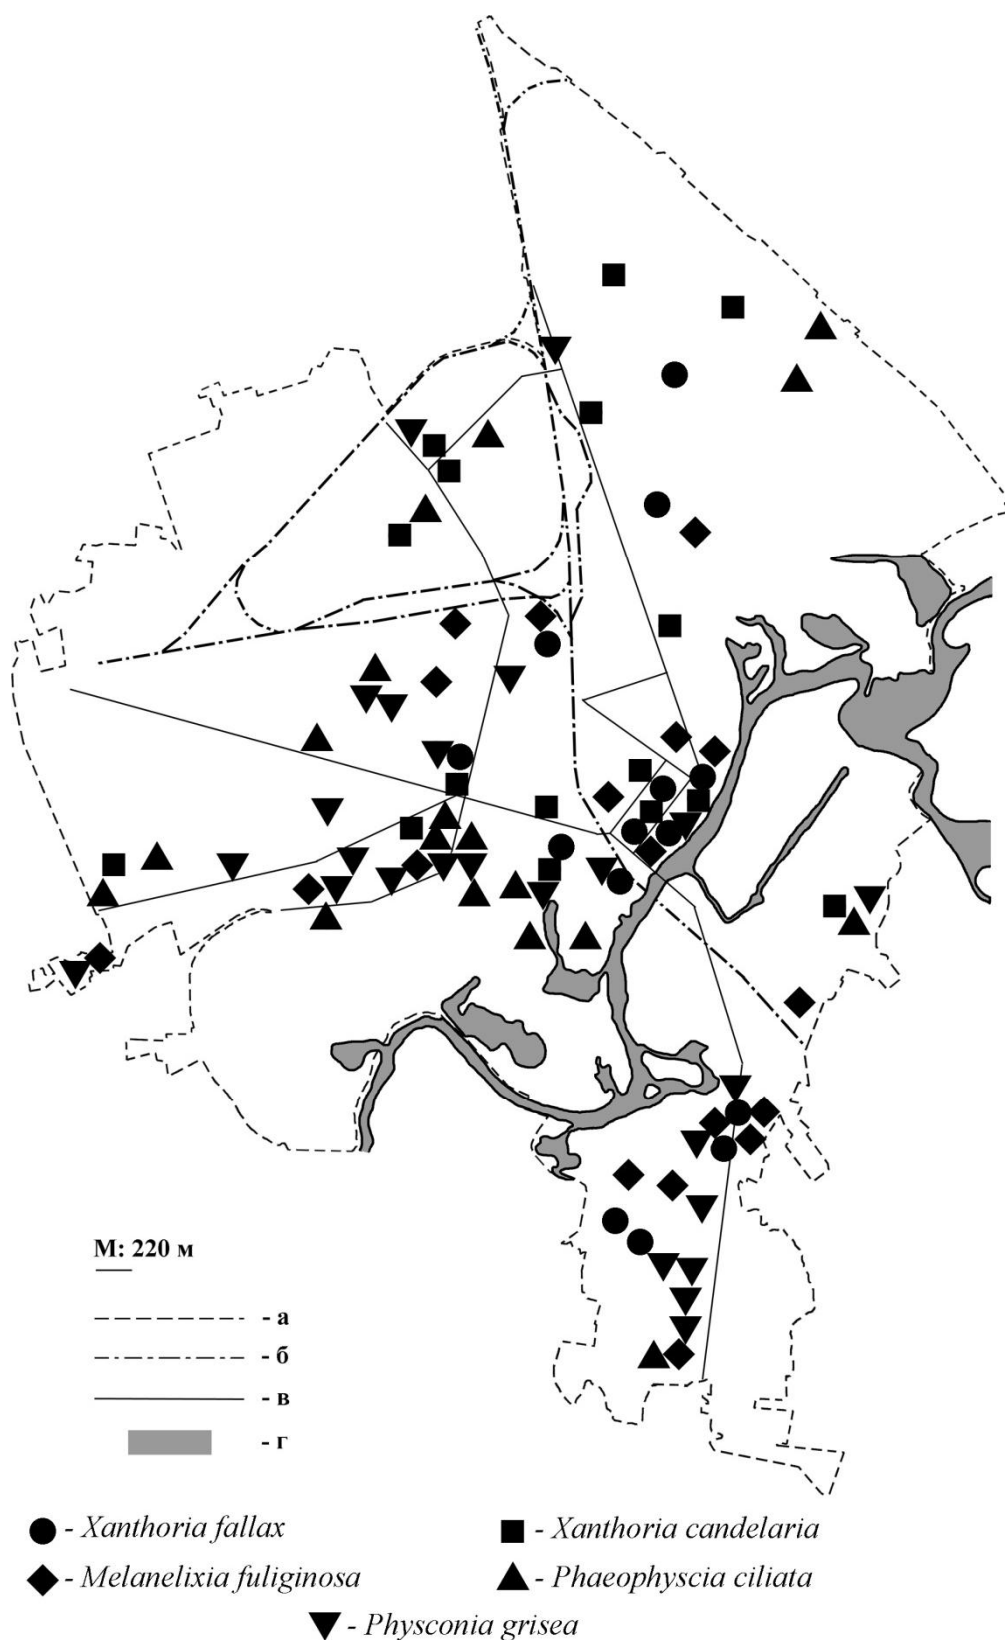 М: 220 м
- а
- б
- в
- г
- Xanthoria fallax
- Xanthoria candelaria
- Melanelixia fuliginosa
- Phaeophyscia ciliata
- Physconia grisea